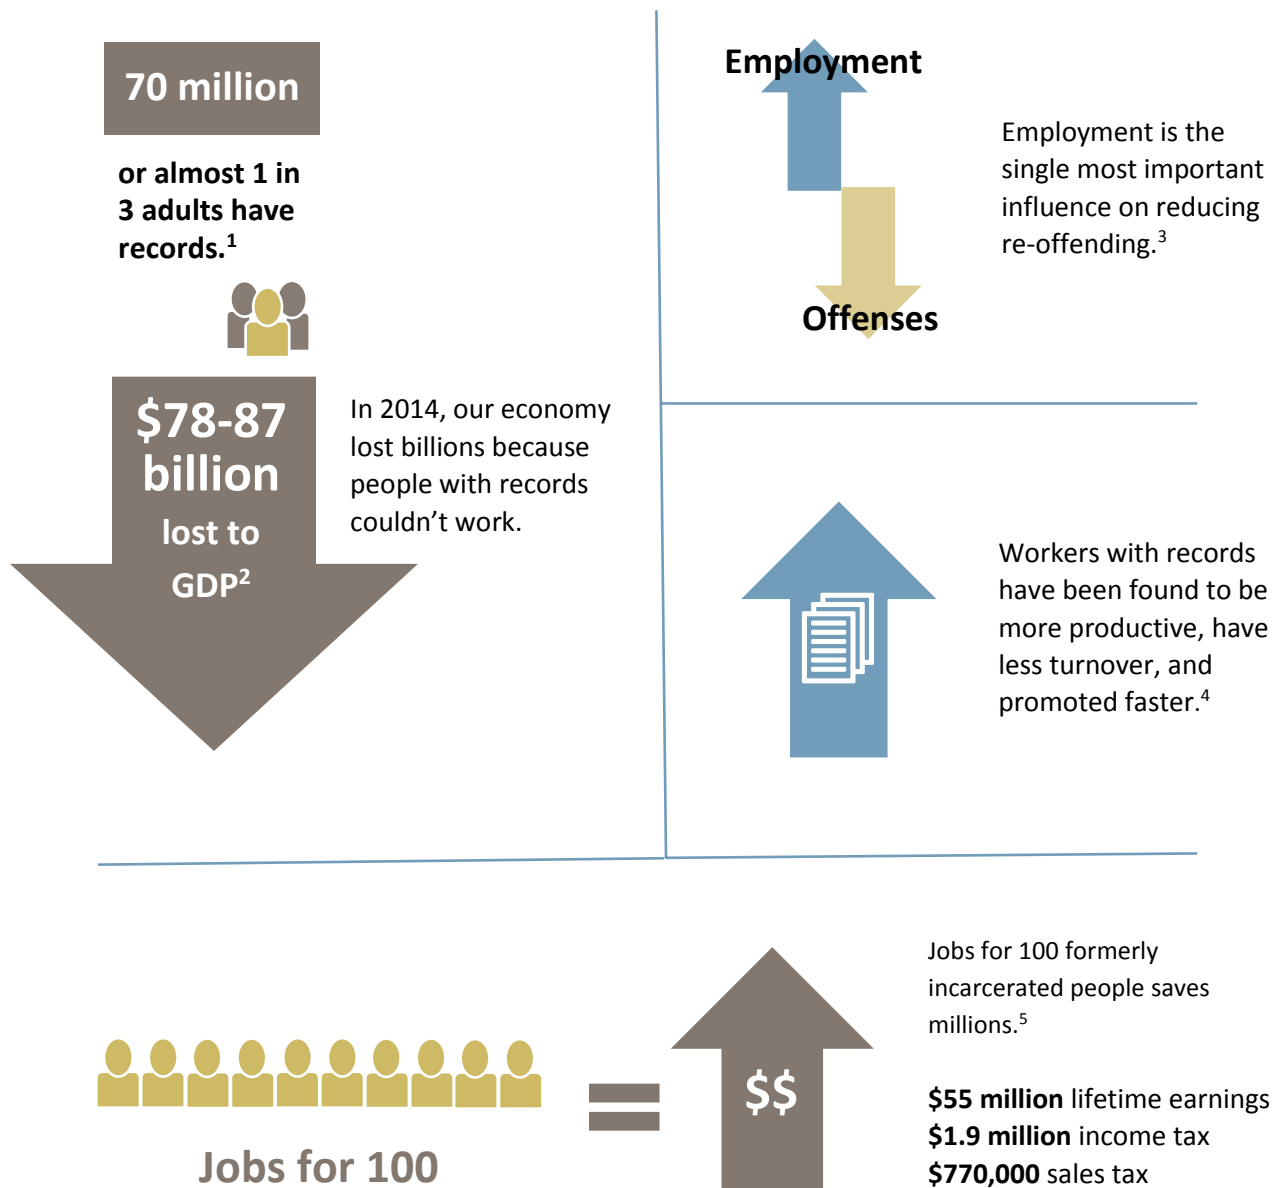 70 million
or almost 1 in
3 adults have
records.¹
$78-87
billion
lost to
GDP²
In 2014, our economy
lost billions because
people with records
couldn’t work.
Employment
Offenses
Employment is the
single most important
influence on reducing
re-offending.³
Workers with records
have been found to be
more productive, have
less turnover, and
promoted faster.⁴
Jobs for 100
$$
Jobs for 100 formerly
incarcerated people saves
millions.⁵
$55 million lifetime earnings
$1.9 million income tax
$770,000 sales tax